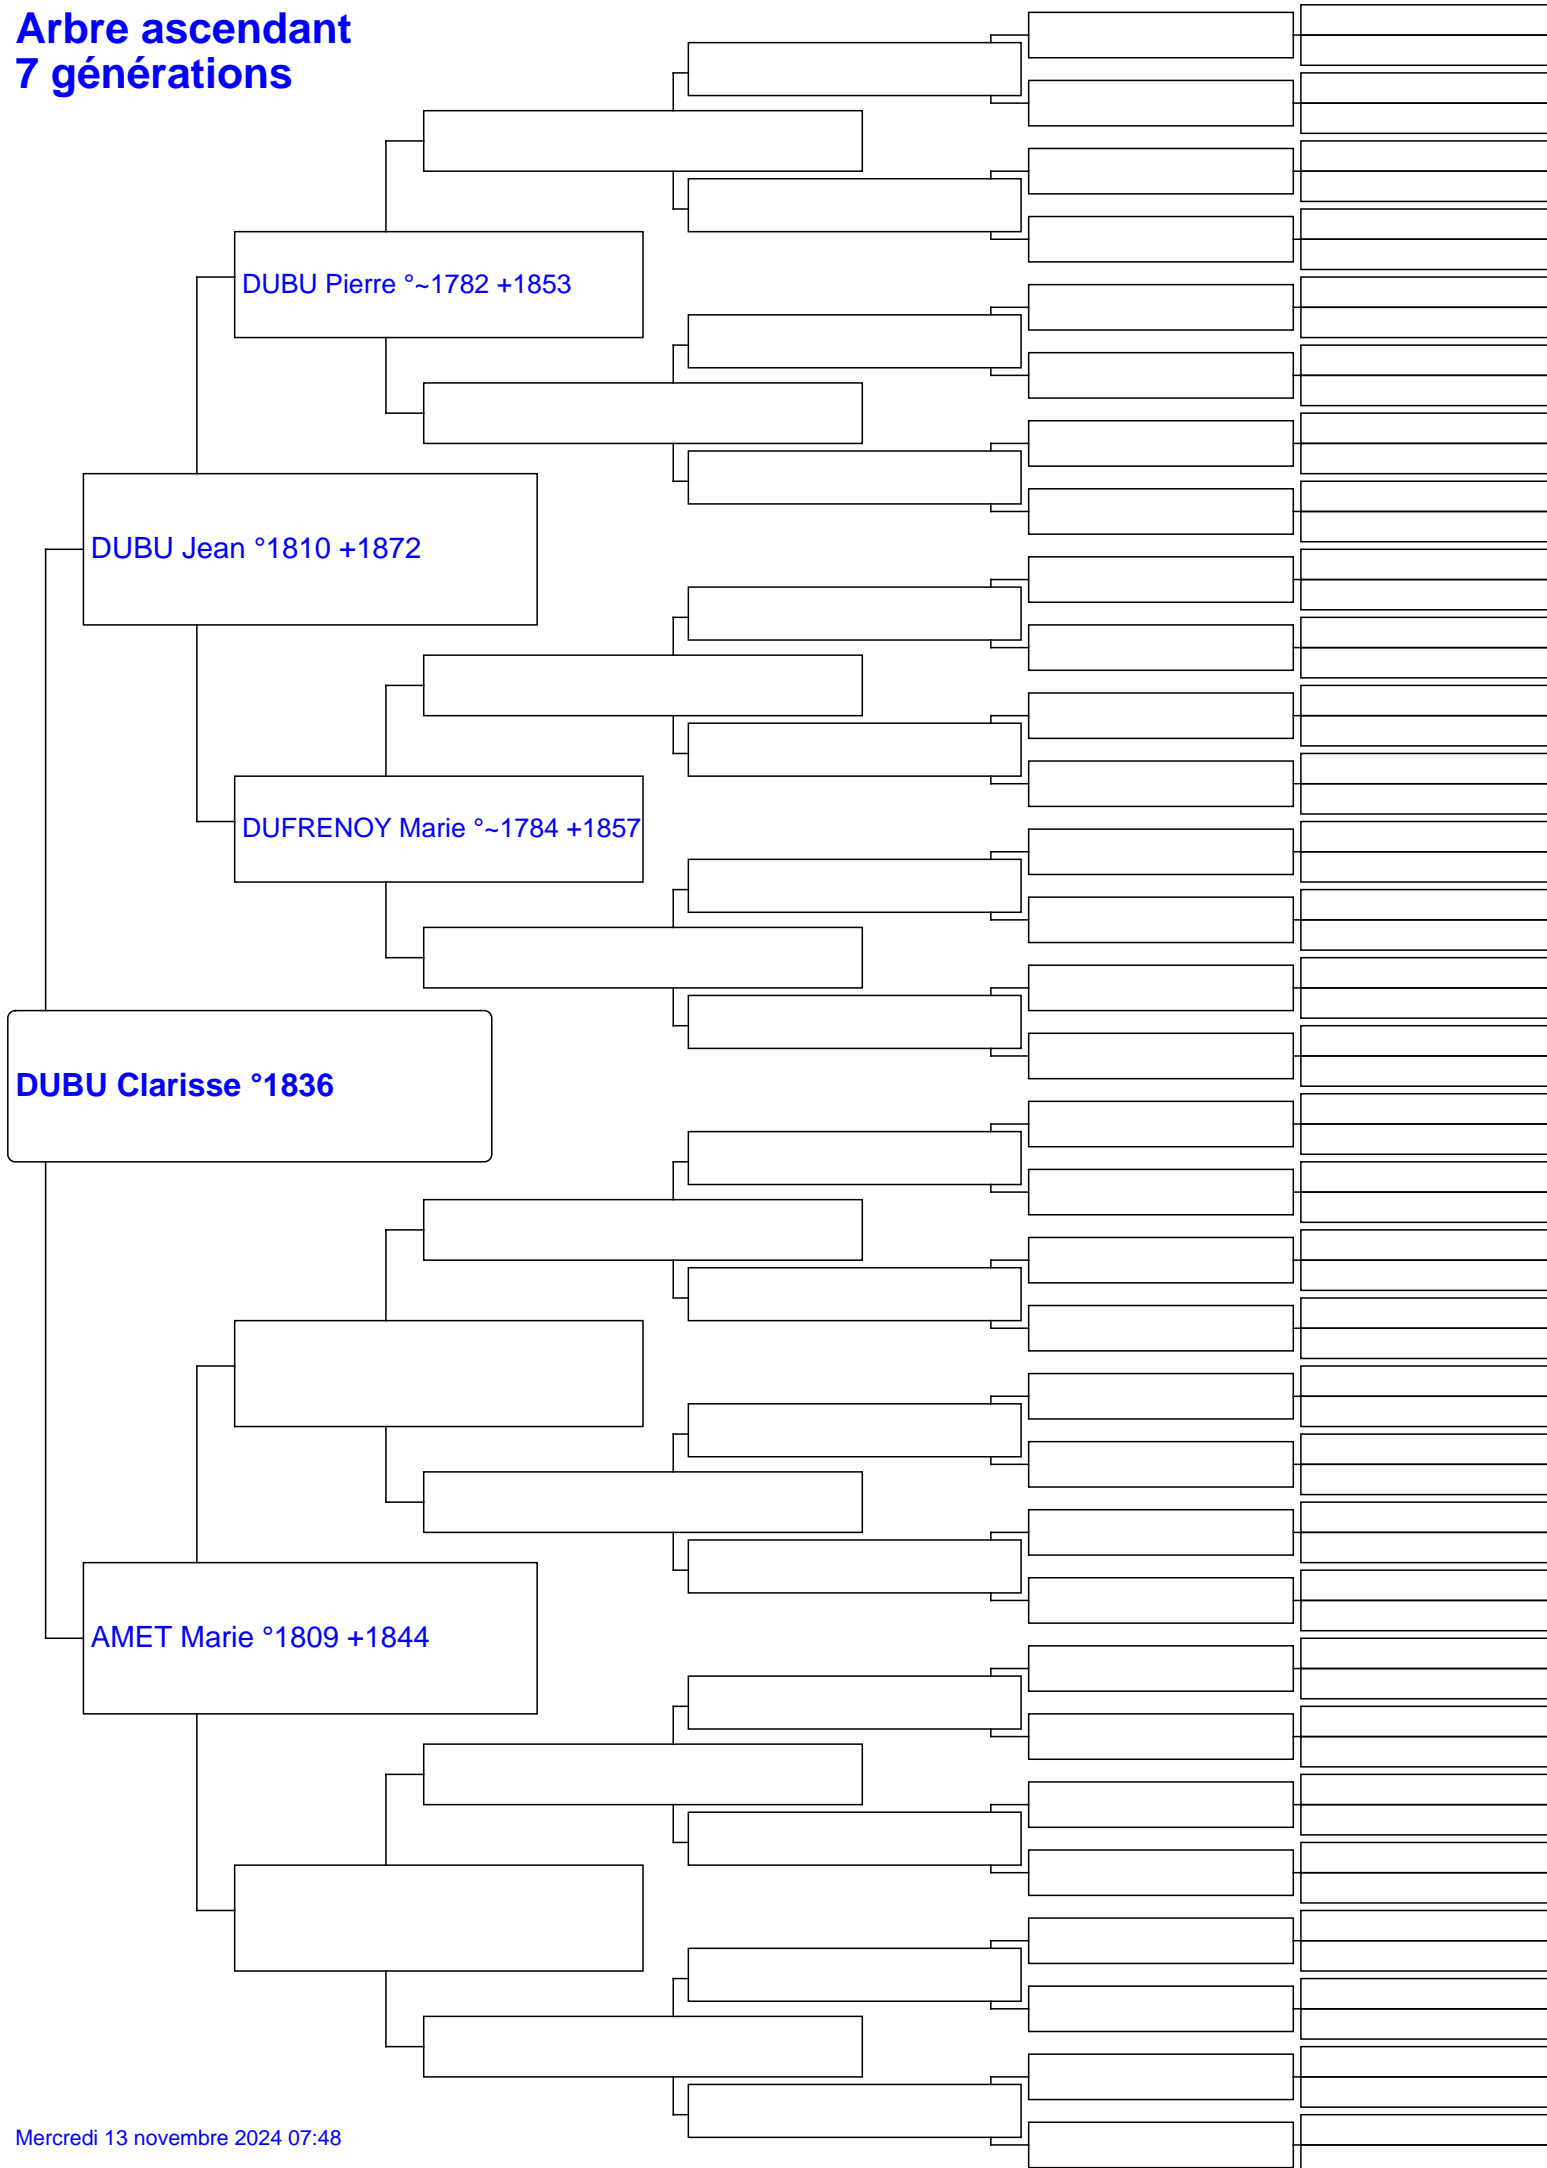 Arbre ascendant
7 générations
DUBU Pierre °~1782 +1853
DUBU Jean °1810 +1872
DUFRENOY Marie °~1784 +1857
DUBU Clarisse °1836
AMET Marie °1809 +1844
Mercredi 13 novembre 2024 07:48